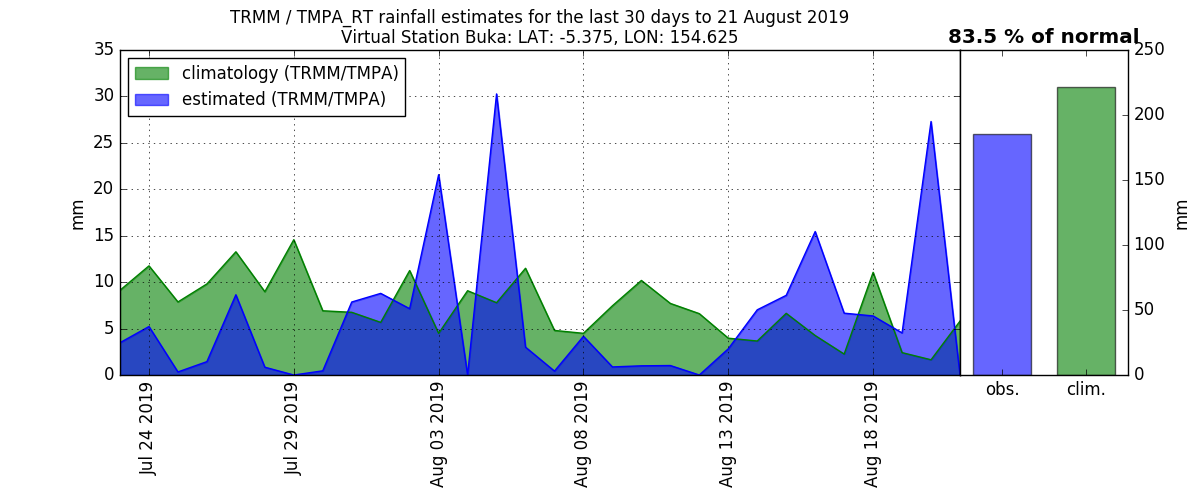 TRMM / TMPA_RT rainfall estimates for the last 30 days to 21 August 2019
Virtual Station Buka: LAT: -5.375, LON: 154.625
83.5 % of normal
climatology (TRMM/TMPA)
estimated (TRMM/TMPA)
35
30
25
20
15
10
5
0
mm
Jul 24 2019
Jul 29 2019
Aug 03 2019
Aug 08 2019
Aug 13 2019
Aug 18 2019
250
200
150
100
50
0
mm
obs.
clim.